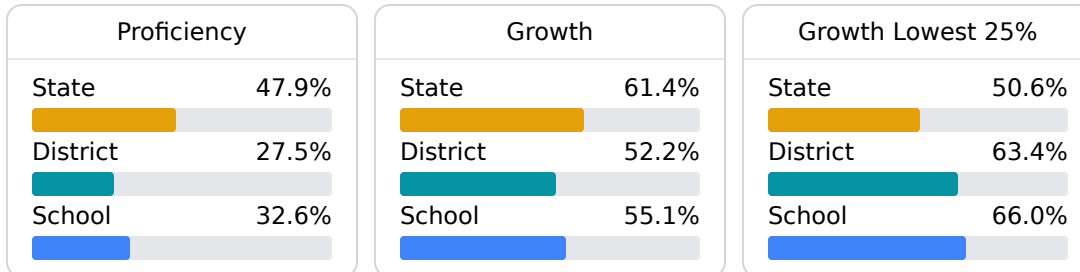 Proficiency
State 47.9%
District 27.5%
School 32.6%
Growth
State 61.4%
District 52.2%
School 55.1%
Growth Lowest 25%
State 50.6%
District 63.4%
School 66.0%